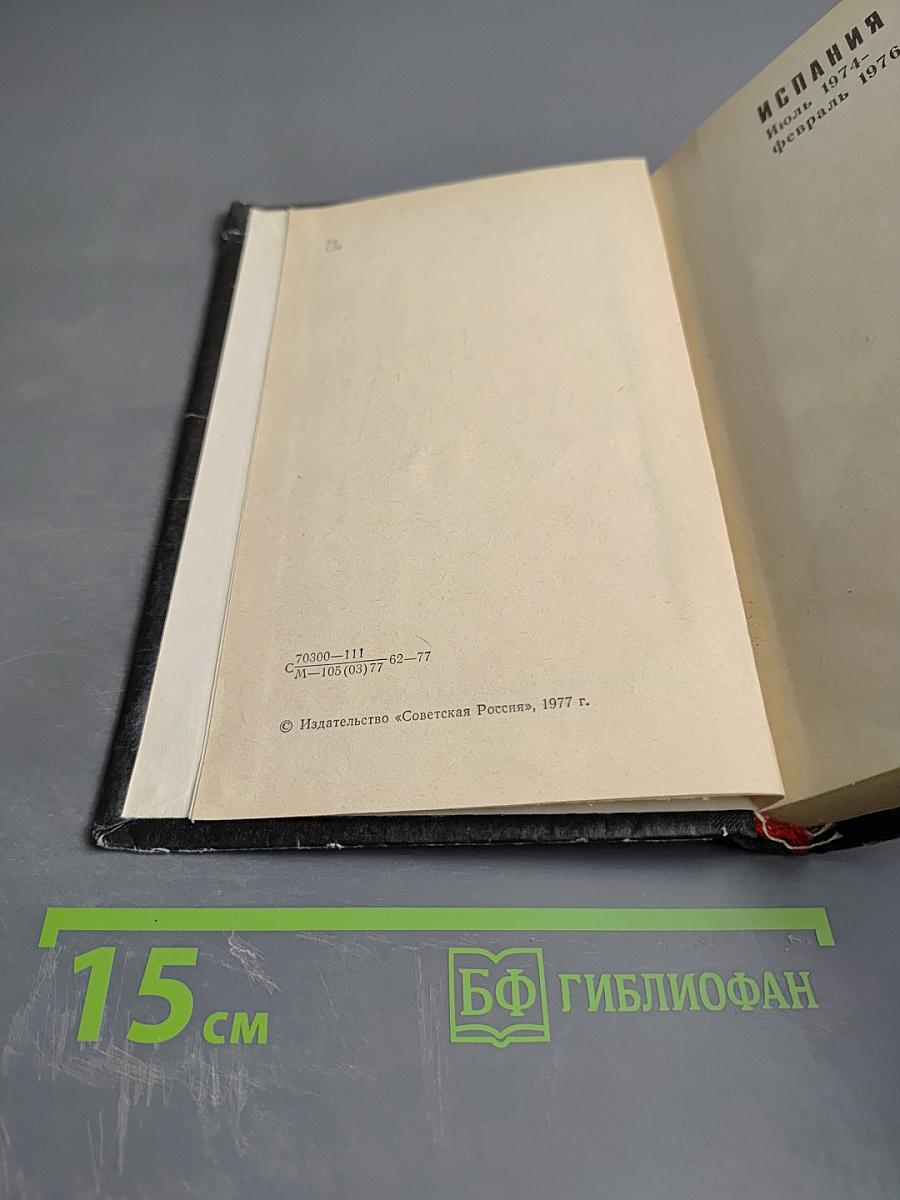 ИСПАНИЯ
Июль 1974–
февраль 1976
С 70300—111
М—105(03)77 62—77
© Издательство «Советская Россия», 1977 г.
15 см
БФ ГИБЛИОФАН